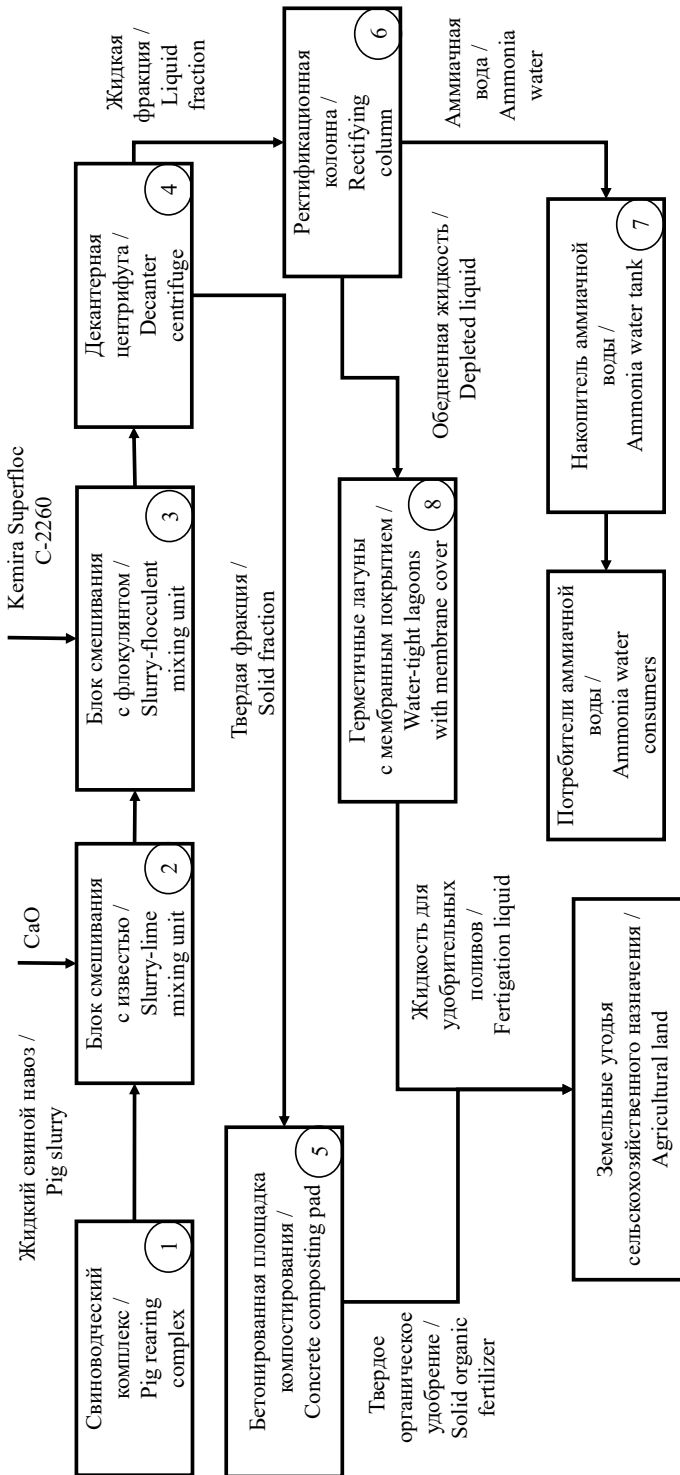 Свиноводческий
комплекс /
Pig rearing
complex
1
Жидкий свиной навоз /
Pig slurry
CaO
Блок смешивания
с известью /
Slurry-lime
mixing unit
2
Kemira Superfloc
C-2260
Блок смешивания
с флокулянтом /
Slurry-flocculent
mixing unit
3
Декантерная
центрифуга /
Decanter
centrifuge
4
Жидкая
фракция /
Liquid
fraction
Твердая фракция /
Solid fraction
Бетонированная площадка
компостирования /
Concrete composting pad
5
Ректификационная
колонна /
Rectifying
column
6
Обедненная жидкость /
Depleted liquid
Аммиачная
вода /
Ammonia
water
Герметичные лагуны
с мембранным покрытием /
Water-tight lagoons
with membrane cover
8
Твердое
органическое
удобрение /
Solid organic
fertilizer
Жидкость для
удобрительных
поливов /
Fertigation liquid
Земельные угодья
сельскохозяйственного назначения /
Agricultural land
Потребители аммиачной
воды /
Ammonia water
consumers
Накопитель аммиачной
воды /
Ammonia water tank
7